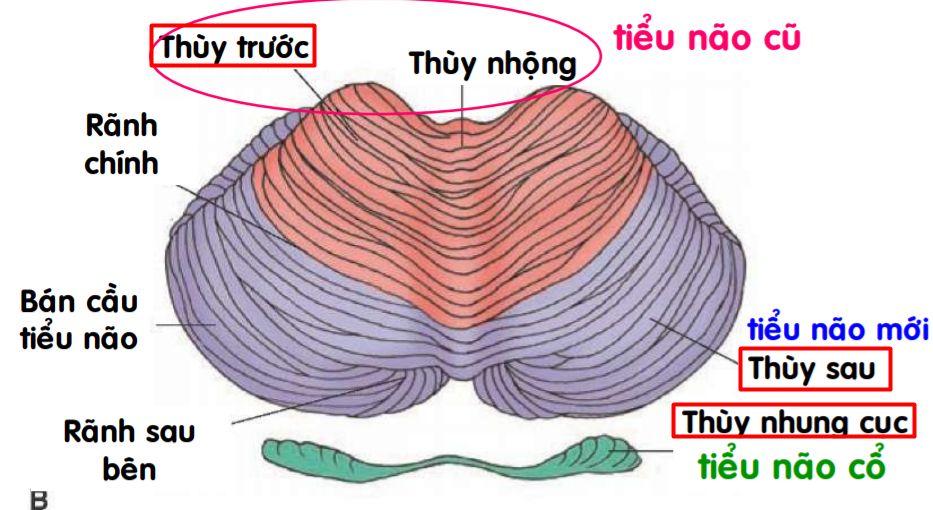 tiểu não cũ
Thùy trước
Thùy nhộng
Rãnh
chính
Bán cầu
tiểu não
tiểu não mới
Thùy sau
Thùy nhung cục
Rãnh sau
bên
tiểu não cổ
B